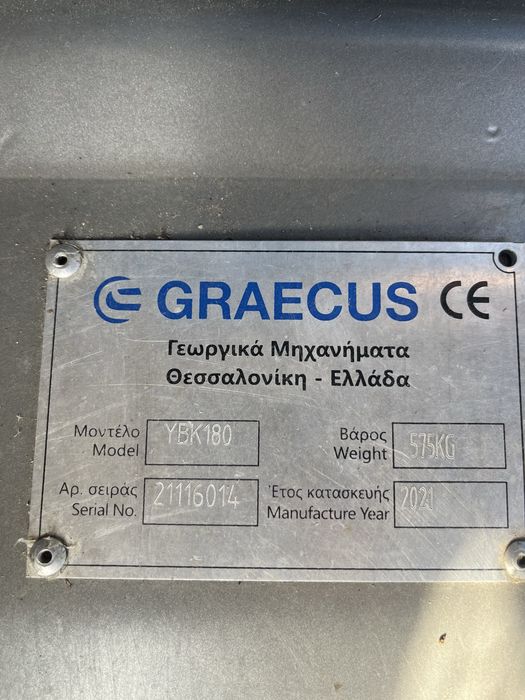 GRAECUS CE
Γεωργικά Μηχανήματα
Θεσσαλονίκη - Ελλάδα
Μοντέλο YBK180 Βάρος 575KG
Model Weight
Αρ. σειράς 21116014 Έτος κατασκευής 2021
Serial No. Manufacture Year